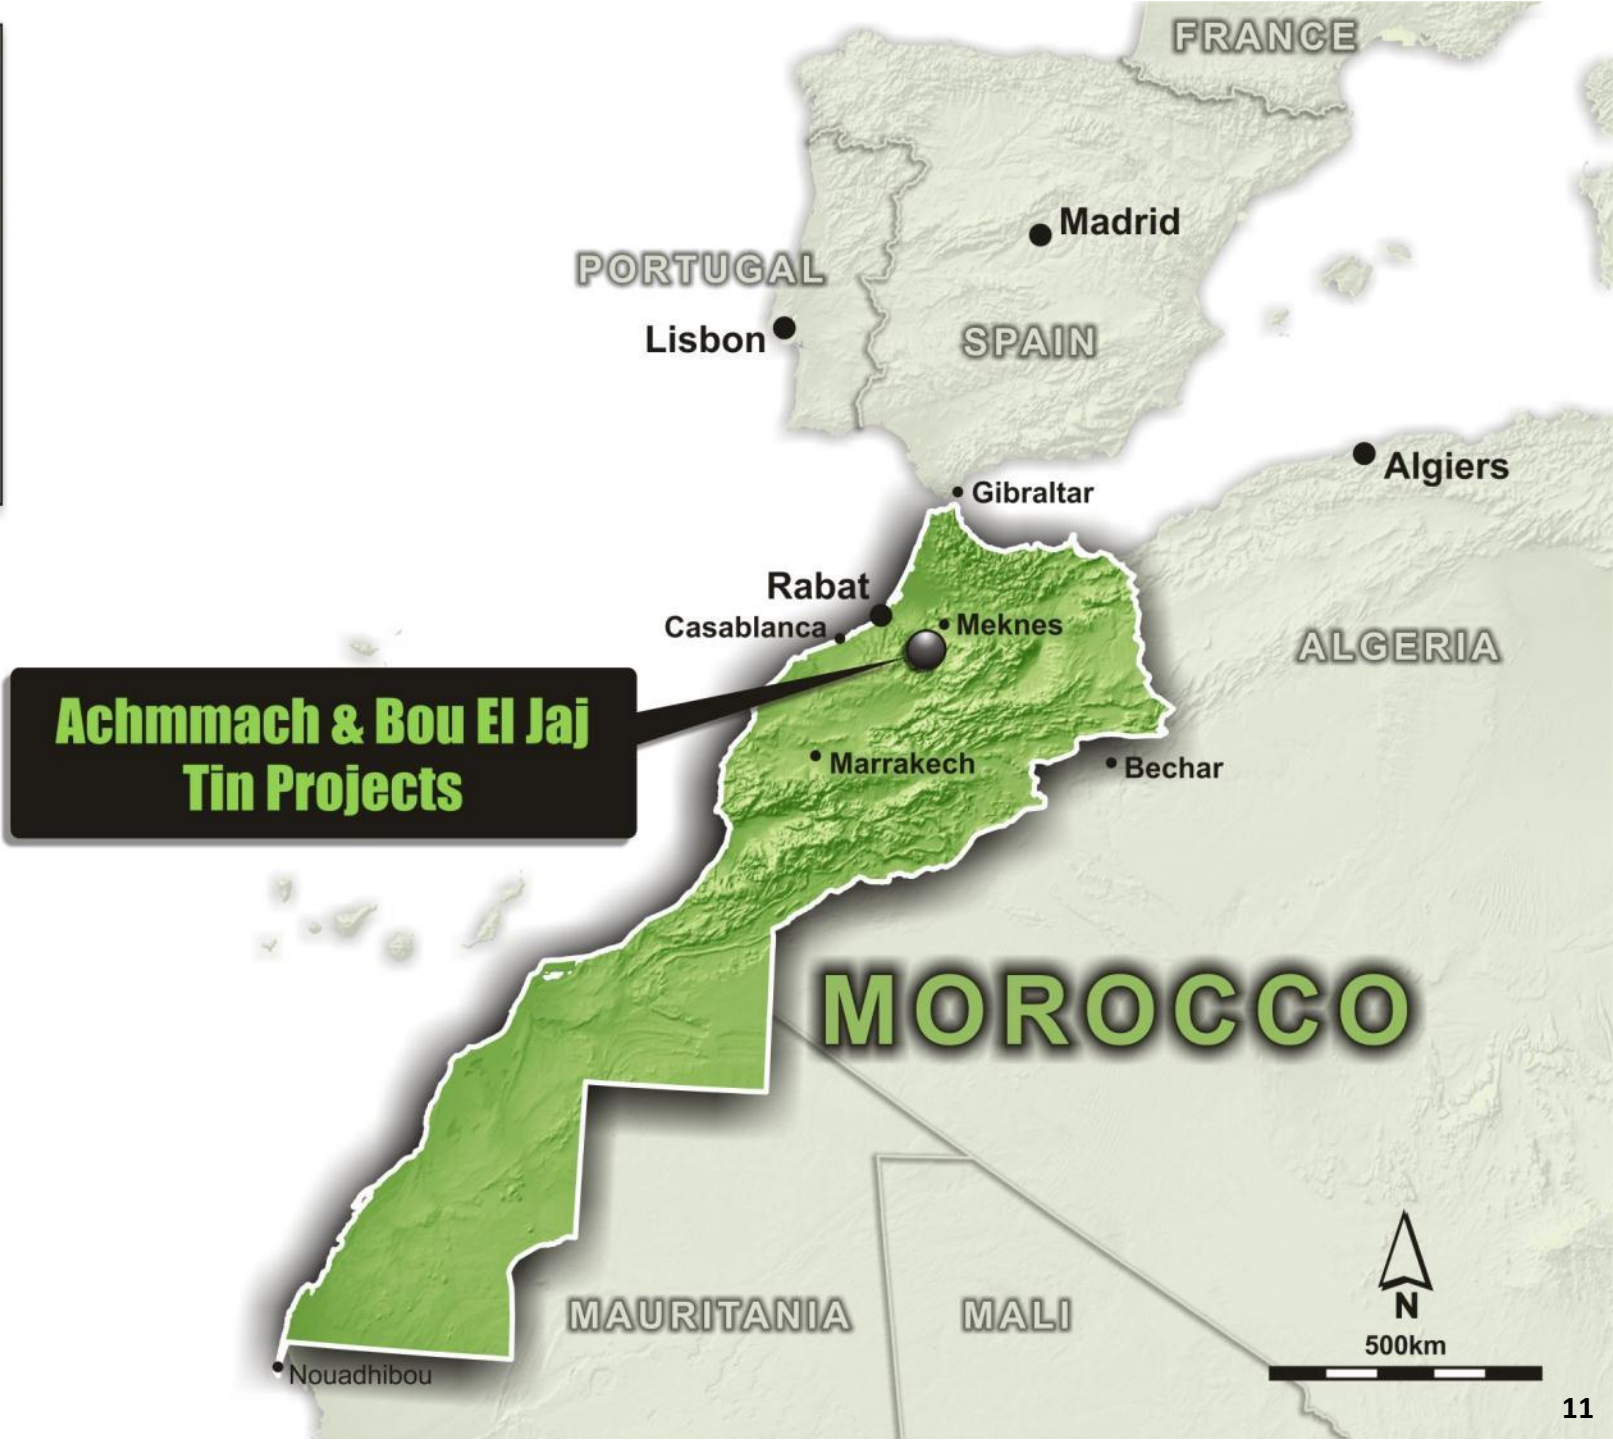 FRANCE
Madrid
PORTUGAL
Lisbon
SPAIN
Algiers
Gibraltar
Rabat
Casablanca
Meknes
ALGERIA
Achmmach & Bou El Jaj
Tin Projects
Marrakech
Bechar
MOROCCO
MAURITANIA
MALI
N
500km
Nouadhibou
11